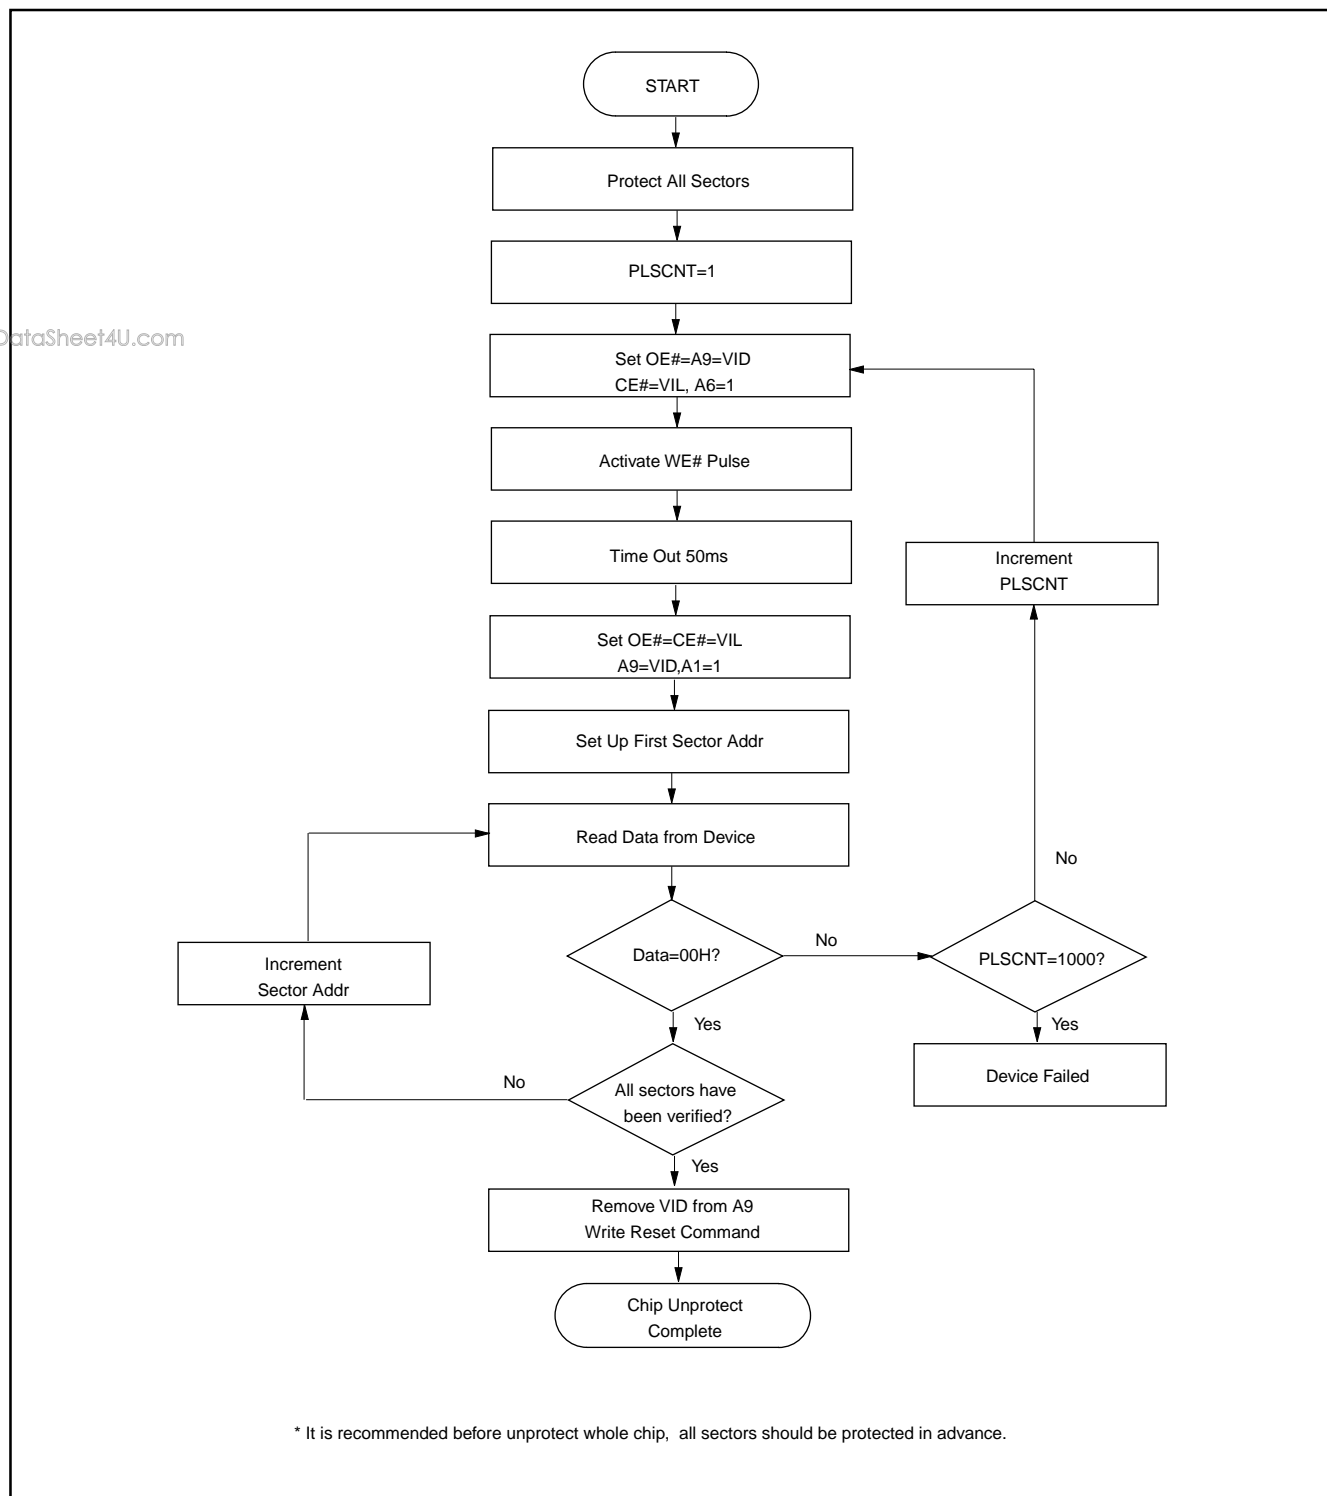 START
Protect All Sectors
PLSCNT=1
DataSheet4U.com
Set OE#=A9=VID
CE#=VIL, A6=1
Activate WE# Pulse
Time Out 50ms
Increment
PLSCNT
Set OE#=CE#=VIL
A9=VID,A1=1
Set Up First Sector Addr
Read Data from Device
No
Data=00H?
No
PLSCNT=1000?
Increment
Sector Addr
Yes
Yes
Device Failed
No
All sectors have
been verified?
Yes
Remove VID from A9
Write Reset Command
Chip Unprotect
Complete
* It is recommended before unprotect whole chip, all sectors should be protected in advance.